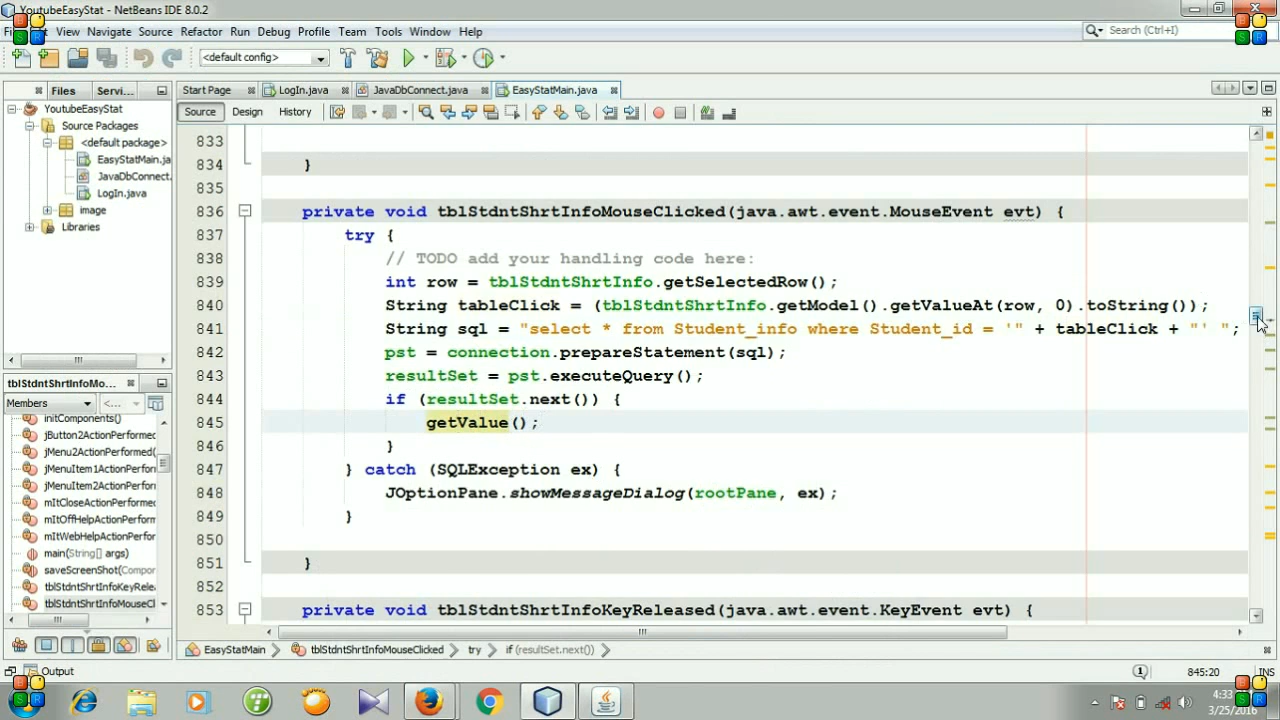 YoutubeEasyStat - NetBeans IDE 8.0.2
View Navigate Source Refactor Run Debug Profile Team Tools Window Help
Search (Ctrl+I)
<default config>
Files Servi...
Start Page LogIn.java JavaDbConnect.java EasyStatMain.java
Source Design History
YoutubeEasyStat
Source Packages
<default package>
EasyStatMain.ja
JavaDbConnect.
LogIn.java
image
Libraries
833
834 }
835
836 private void tblStdntShrtInfoMouseClicked(java.awt.event.MouseEvent evt) {
837 try {
838 // TODO add your handling code here:
839 int row = tblStdntShrtInfo.getSelectedRow();
840 String tableClick = (tblStdntShrtInfo.getModel().getValueAt(row, 0).toString());
841 String sql = "select * from Student_info where Student_id = '" + tableClick + "' ";
842 pst = connection.prepareStatement(sql);
843 resultSet = pst.executeQuery();
844 if (resultSet.next()) {
845 getValue();
846 }
847 } catch (SQLException ex) {
848 JOptionPane.showMessageDialog(rootPane, ex);
849 }
850
851 }
852
853 private void tblStdntShrtInfoKeyReleased(java.awt.event.KeyEvent evt) {
tblStdntShrtInfoMo...
Members <...
initComponents()
jButton2ActionPerformed
jMenu2ActionPerformed(
jMenuItem1ActionPerform
jMenuItem2ActionPerform
mItCloseActionPerformed
mItOffHelpActionPerform
mItWebHelpActionPerfor
main(String[] args)
saveScreenShot(Compor
tblStdntShrtInfoKeyRelea
tblStdntShrtInfoMouseCl
EasyStatMain tblStdntShrtInfoMouseClicked try if (resultSet.next())
Output
845:20 INS
4:33
3/25/2016